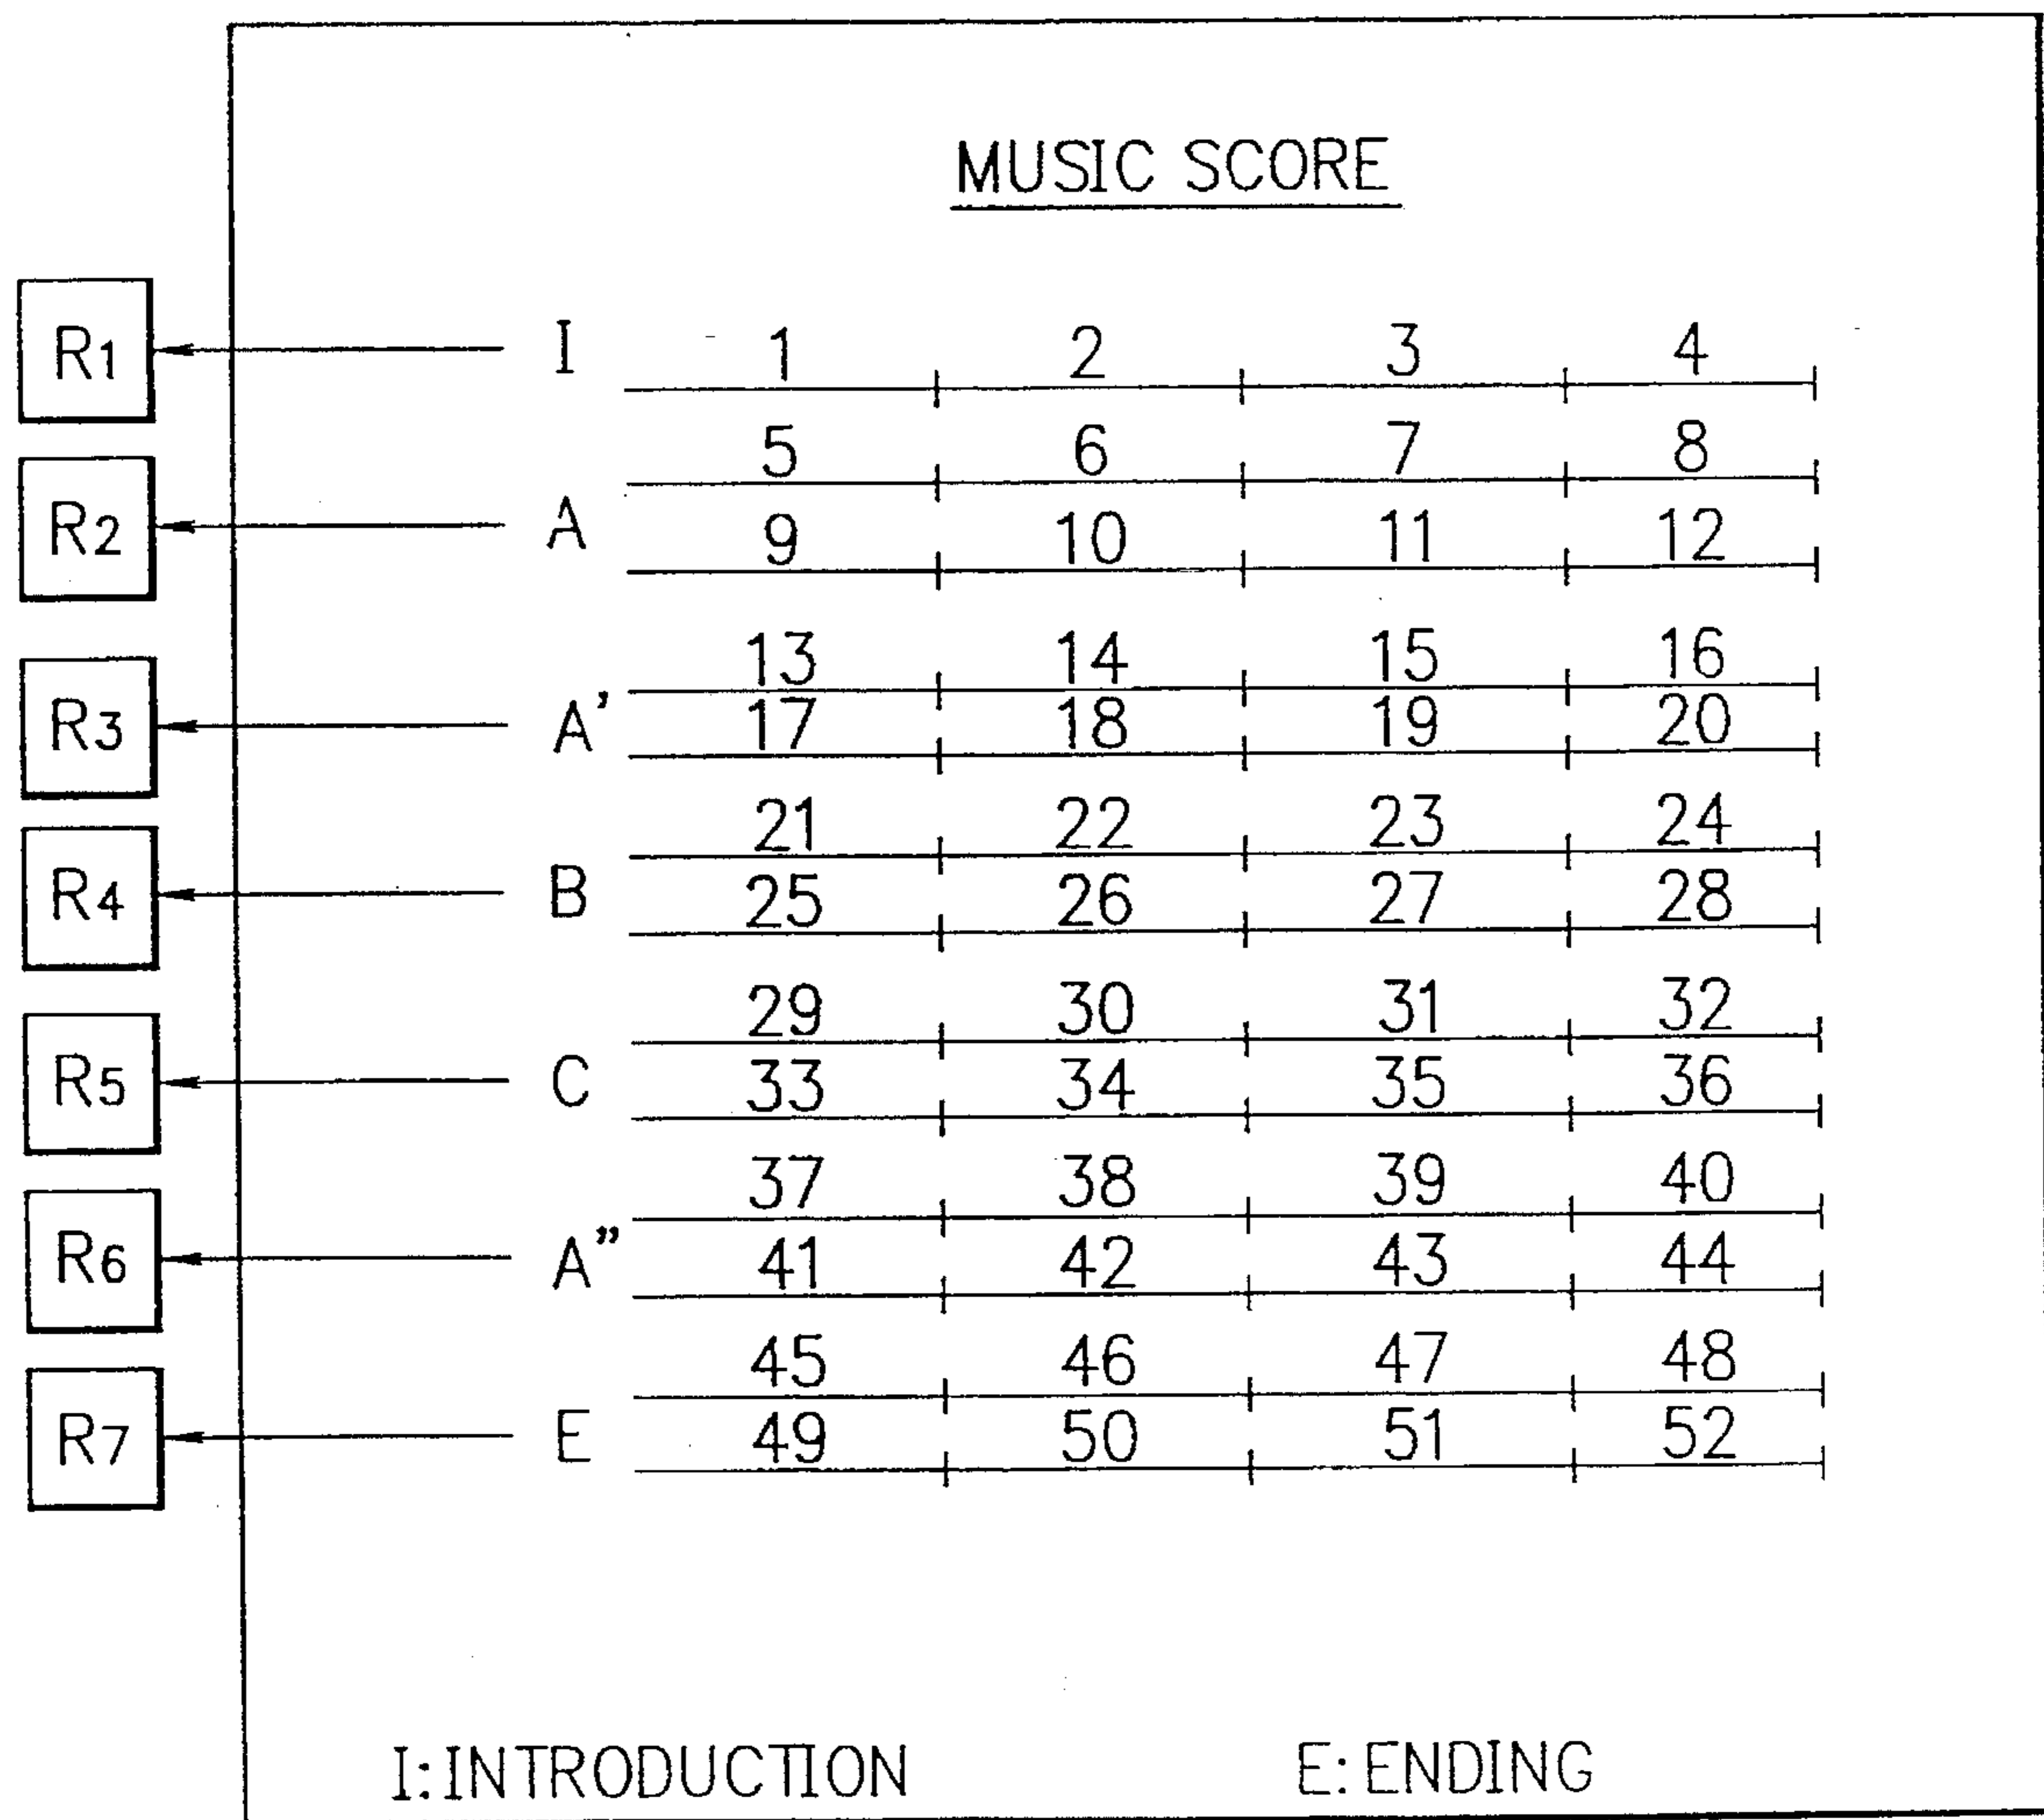 MUSIC SCORE
R1 I 1 2 3 4
5 6 7 8
R2 A 9 10 11 12
13 14 15 16
R3 A' 17 18 19 20
21 22 23 24
R4 B 25 26 27 28
29 30 31 32
R5 C 33 34 35 36
37 38 39 40
R6 A" 41 42 43 44
45 46 47 48
R7 E 49 50 51 52
I: INTRODUCTION E: ENDING